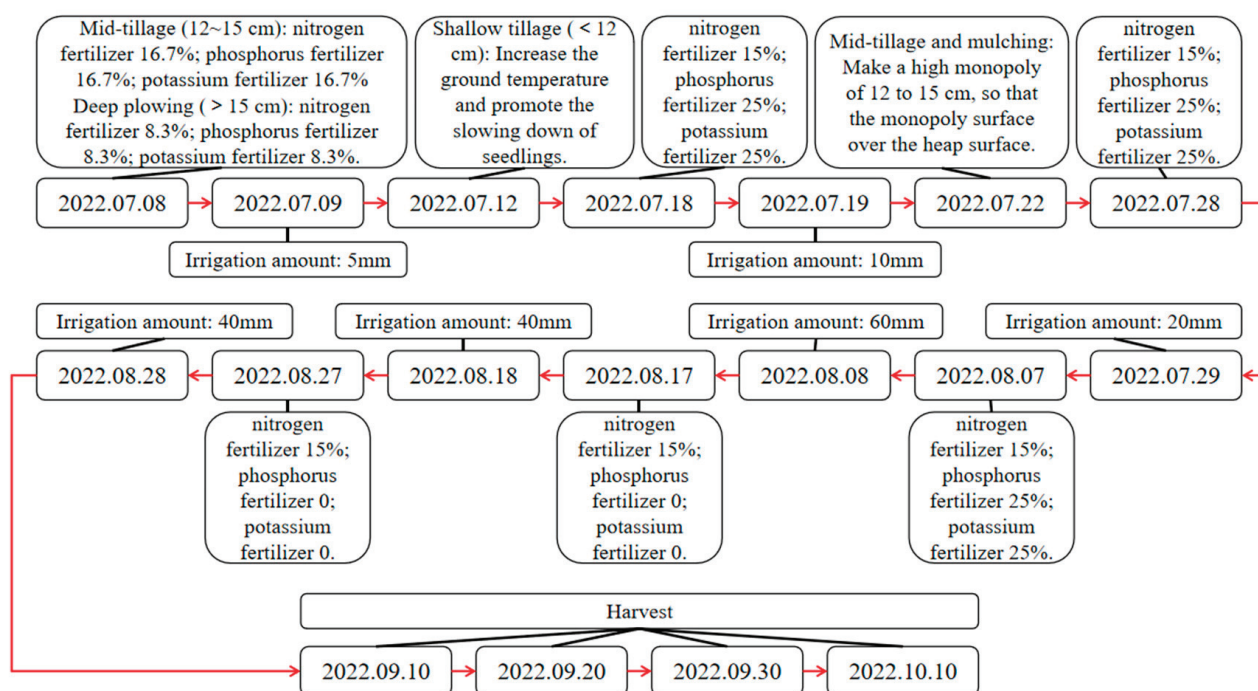 Mid-tillage (12~15 cm): nitrogen
fertilizer 16.7%; phosphorus fertilizer
16.7%; potassium fertilizer 16.7%
Deep plowing ( > 15 cm): nitrogen
fertilizer 8.3%; phosphorus fertilizer
8.3%; potassium fertilizer 8.3%.
Shallow tillage ( < 12
cm): Increase the
ground temperature
and promote the
slowing down of
seedlings.
nitrogen
fertilizer 15%;
phosphorus
fertilizer 25%;
potassium
fertilizer 25%.
Mid-tillage and mulching:
Make a high monopoly
of 12 to 15 cm, so that
the monopoly surface
over the heap surface.
nitrogen
fertilizer 15%;
phosphorus
fertilizer 25%;
potassium
fertilizer 25%.
2022.07.08
2022.07.09
2022.07.12
2022.07.18
2022.07.19
2022.07.22
2022.07.28
Irrigation amount: 5mm
Irrigation amount: 10mm
Irrigation amount: 40mm
Irrigation amount: 40mm
Irrigation amount: 60mm
Irrigation amount: 20mm
2022.08.28
2022.08.27
2022.08.18
2022.08.17
2022.08.08
2022.08.07
2022.07.29
nitrogen
fertilizer 15%;
phosphorus
fertilizer 0;
potassium
fertilizer 0.
nitrogen
fertilizer 15%;
phosphorus
fertilizer 0;
potassium
fertilizer 0.
nitrogen
fertilizer 15%;
phosphorus
fertilizer 25%;
potassium
fertilizer 25%.
Harvest
2022.09.10
2022.09.20
2022.09.30
2022.10.10